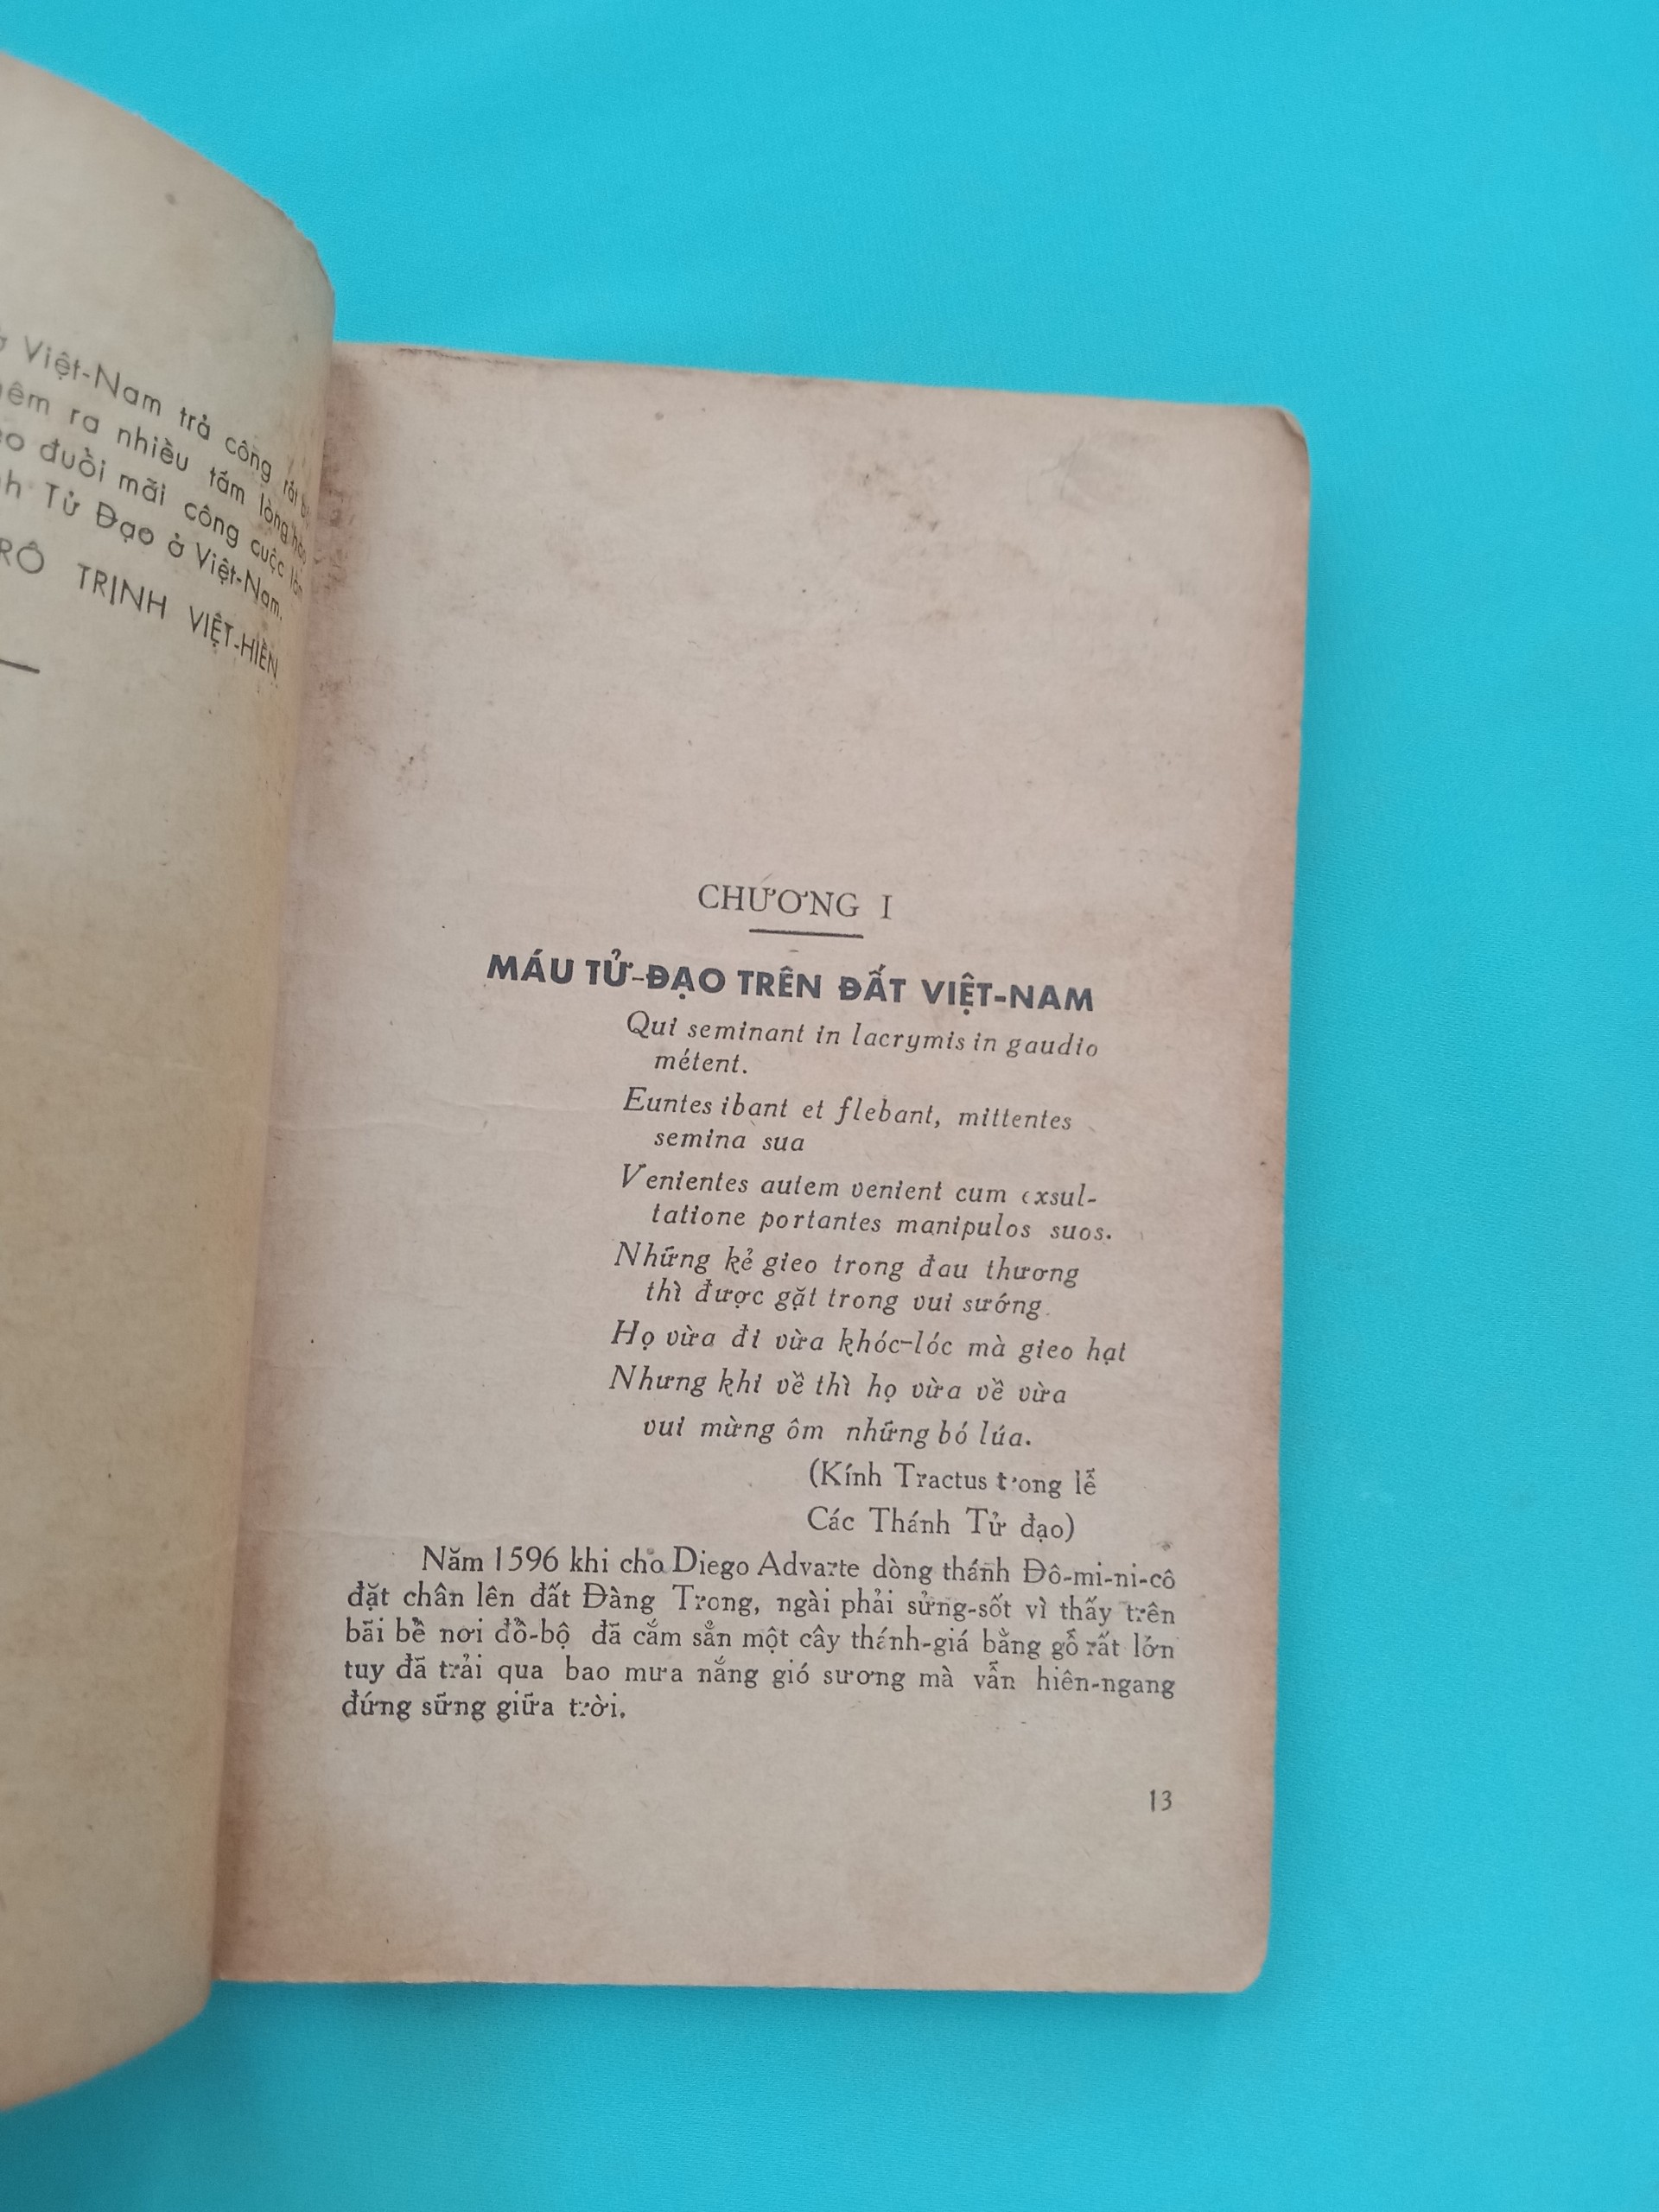 Việt-Nam trả công
ra nhiều tấm lòng
đuổi mãi công cuộc
Tử Đạo ở Việt-Nam.
TRỊNH VIỆT-HIỀN
CHƯƠNG I
MÁU TỬ-ĐẠO TRÊN ĐẤT VIỆT-NAM
Qui seminant in lacrymis in gaudio
métent.
Euntes ibant et flebant, mittentes
semina sua
Venientes autem venient cum exsul-
tatione portantes manipulos suos.
Những kẻ gieo trong đau thương
thì được gặt trong vui sướng.
Họ vừa đi vừa khóc-lóc mà gieo hạt
Nhưng khi về thì họ vừa về vừa
vui mừng ôm những bó lúa.
(Kính Tractus trong lễ
Các Thánh Tử đạo)
Năm 1596 khi cho Diego Advarte dòng thánh Đô-mi-ni-cô
đặt chân lên đất Đàng Trong, ngài phải sửng-sốt vì thấy trên
bãi bể nơi đổ-bộ đã cắm sẳn một cây thánh-giá bằng gỗ rất lớn
tuy đã trải qua bao mưa nắng gió sương mà vẫn hiên-ngang
đứng sững giữa trời.
13